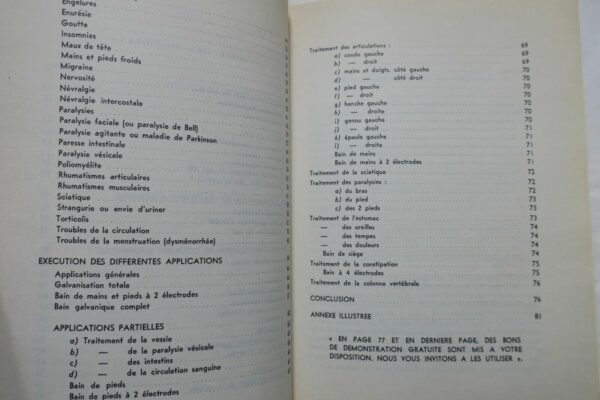 Engelures
Enurésie
Goutte
Insomnies
Maux de tête
Mains et pieds froids
Migraine
Nervosité
Névralgie
Névralgie intercostale
Paralysies
Paralysie faciale (ou paralysie de Bell)
Paralysie agitante ou maladie de Parkinson
Paresse intestinale
Paralysie vésicale
Poliomyélite
Rhumatismes articulaires
Rhumatismes musculaires
Sciatique
Strangurie ou envie d'uriner
Torticolis
Troubles de la circulation
Troubles de la menstruation (dysménorrhée)
EXECUTION DES DIFFERENTES APPLICATIONS
Applications générales
Galvanisation totale
Bain de mains et pieds à 2 électrodes
Bain galvanique complet
APPLICATIONS PARTIELLES
a) Traitement de la vessie
b) — de la paralysie vésicale
c) — des intestins
d) — de la circulation sanguine
Bain de pieds
Bain de pieds à 2 électrodes
Traitement des articulations : 69
a) coude gauche 69
b) — droit 69
c) mains et doigts, côté gauche 70
d) — côté droit 70
e) pied gauche 70
f) — droit 70
g) hanche gauche 70
h) — droite 70
i) genou gauche 70
j) — droit 71
k) épaule gauche 71
l) — droit 71
Bain de mains 71
Bain de mains à 2 électrodes 71
Traitement de la sciatique 72
Traitement des paralysies : 72
a) du bras 72
b) du pied 73
c) des 2 pieds 73
Traitement de l'estomac 73
— des oreilles 74
— des tempes 74
— des douleurs 74
Bain de siège 74
Traitement de la constipation 75
Bain à 4 électrodes 75
Traitement de la colonne vertébrale 76
CONCLUSION 76
ANNEXE ILLUSTREE 81
« EN PAGE 77 ET EN DERNIERE PAGE, DES BONS
DE DEMONSTRATION GRATUITE SONT MIS A VOTRE
DISPOSITION. NOUS VOUS INVITONS A LES UTILISER ».